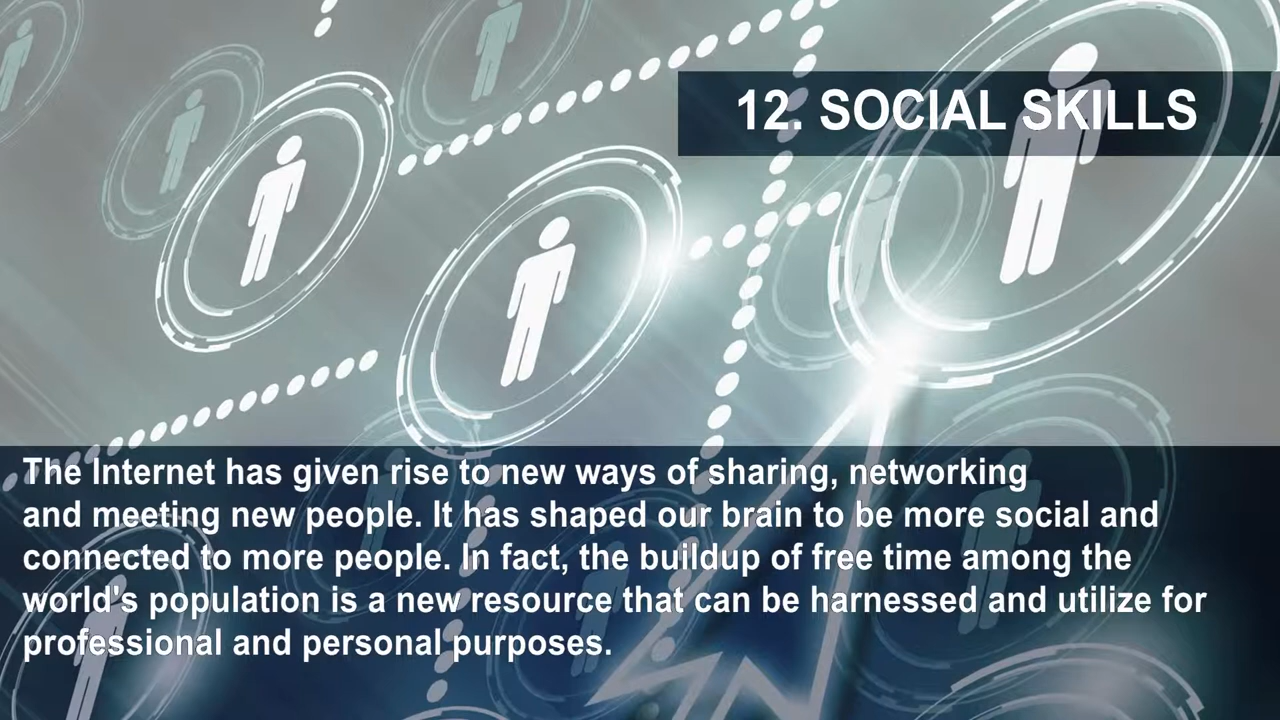 12. SOCIAL SKILLS
The Internet has given rise to new ways of sharing, networking
and meeting new people. It has shaped our brain to be more social and
connected to more people. In fact, the buildup of free time among the
world's population is a new resource that can be harnessed and utilize for
professional and personal purposes.